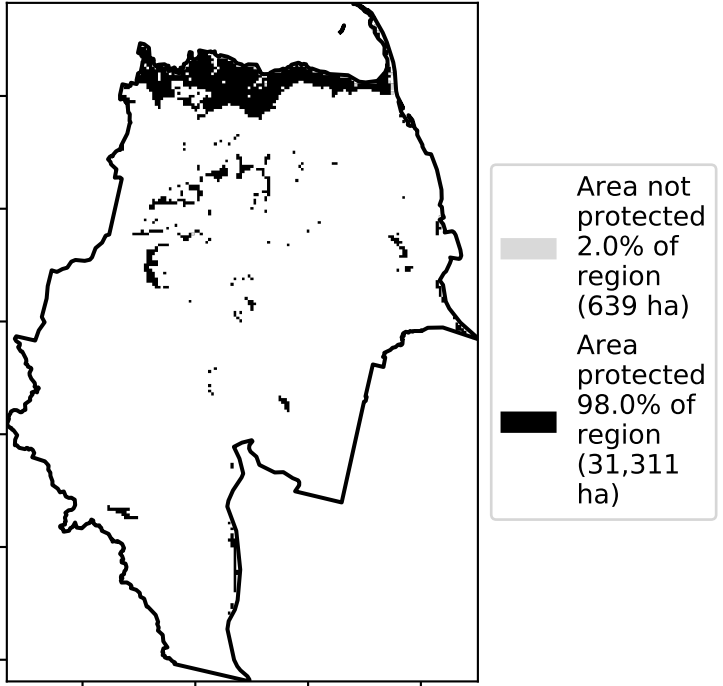 Area not
protected
2.0% of
region
(639 ha)
Area
protected
98.0% of
region
(31,311
ha)